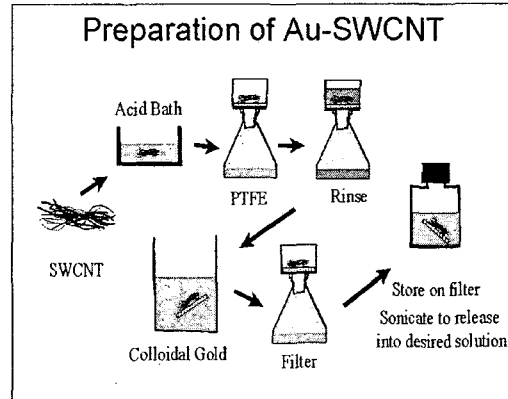 Preparation of Au-SWCNT
Acid Bath
PTFE
Rinse
SWCNT
Colloidal Gold
Filter
Store on filter
Sonicate to release
into desired solution